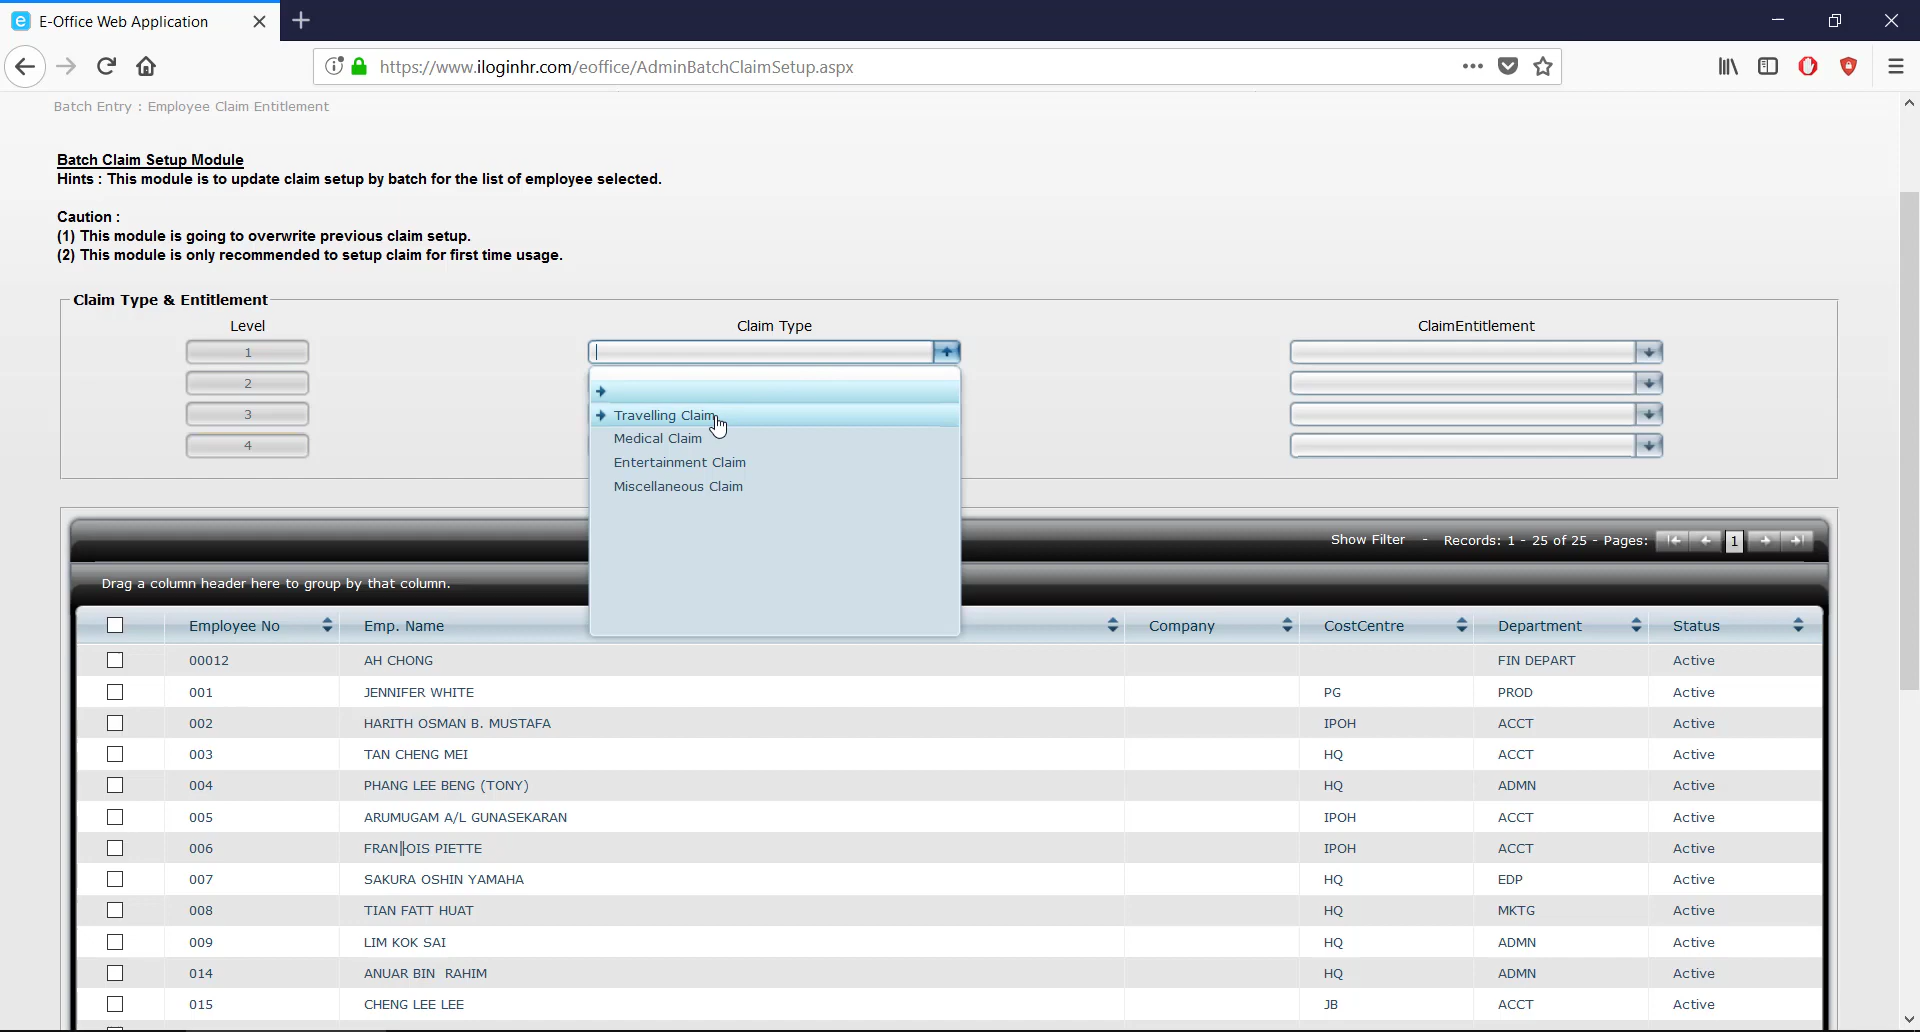 E-Office Web Application
https://www.iloginhr.com/eoffice/AdminBatchClaimSetup.aspx
Batch Entry : Employee Claim Entitlement
Batch Claim Setup Module
Hints : This module is to update claim setup by batch for the list of employee selected.
Caution :
(1) This module is going to overwrite previous claim setup.
(2) This module is only recommended to setup claim for first time usage.
Claim Type & Entitlement
Level Claim Type ClaimEntitlement
1
2
3
4
Travelling Claim
Medical Claim
Entertainment Claim
Miscellaneous Claim
Show Filter - Records: 1 - 25 of 25 - Pages: 1
Drag a column header here to group by that column.
Employee No Emp. Name Company CostCentre Department Status
00012 AH CHONG FIN DEPART Active
001 JENNIFER WHITE PG PROD Active
002 HARITH OSMAN B. MUSTAFA IPOH ACCT Active
003 TAN CHENG MEI HQ ACCT Active
004 PHANG LEE BENG (TONY) HQ ADMN Active
005 ARUMUGAM A/L GUNASEKARAN IPOH ACCT Active
006 FRAN╟OIS PIETTE IPOH ACCT Active
007 SAKURA OSHIN YAMAHA HQ EDP Active
008 TIAN FATT HUAT HQ MKTG Active
009 LIM KOK SAI HQ ADMN Active
014 ANUAR BIN RAHIM HQ ADMN Active
015 CHENG LEE LEE JB ACCT Active